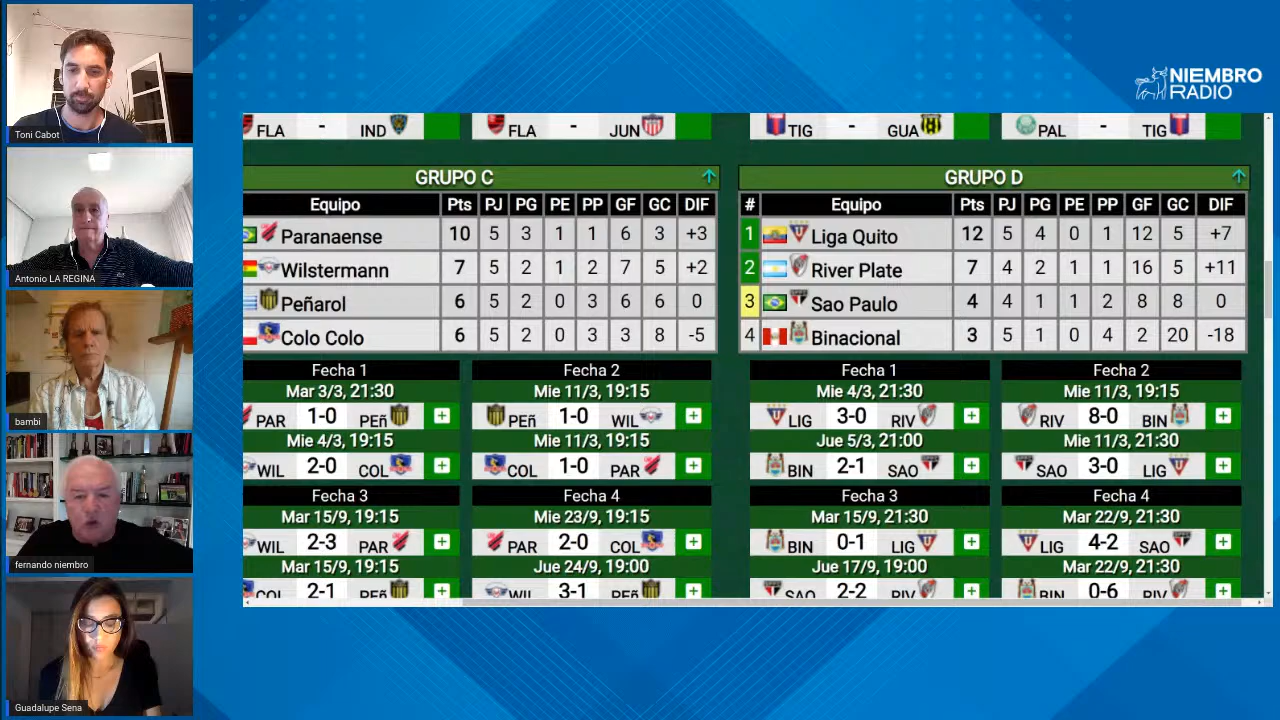 Toni Cabot
Antonio LA REGINA
bambi
fernando niembro
Guadalupe Sena
NIEMBRO
RADIO
FLA - IND
FLA - JUN
TIG - GUA
PAL - TIG
GRUPO C
Equipo Pts PJ PG PE PP GF GC DIF
Paranaense 10 5 3 1 1 6 3 +3
Wilstermann 7 5 2 1 2 7 5 +2
Peñarol 6 5 2 0 3 6 6 0
Colo Colo 6 5 2 0 3 3 8 -5
Fecha 1
Mar 3/3, 21:30
PAR 1-0 PEñ
Mie 4/3, 19:15
WIL 2-0 COL
Fecha 2
Mie 11/3, 19:15
PEñ 1-0 WIL
Mie 11/3, 19:15
COL 1-0 PAR
Fecha 3
Mar 15/9, 19:15
WIL 2-3 PAR
Mar 15/9, 19:15
COL 2-1 PEñ
Fecha 4
Mie 23/9, 19:15
PAR 2-0 COL
Jue 24/9, 19:00
WIL 3-1 PEñ
GRUPO D
# Equipo Pts PJ PG PE PP GF GC DIF
1 Liga Quito 12 5 4 0 1 12 5 +7
2 River Plate 7 4 2 1 1 16 5 +11
3 Sao Paulo 4 4 1 1 2 8 8 0
4 Binacional 3 5 1 0 4 2 20 -18
Fecha 1
Mie 4/3, 21:30
LIG 3-0 RIV
Jue 5/3, 21:00
BIN 2-1 SAO
Fecha 2
Mie 11/3, 19:15
RIV 8-0 BIN
Mie 11/3, 21:30
SAO 3-0 LIG
Fecha 3
Mar 15/9, 21:30
BIN 0-1 LIG
Jue 17/9, 19:00
SAO 2-2 RIV
Fecha 4
Mar 22/9, 21:30
LIG 4-2 SAO
Mar 22/9, 21:30
BIN 0-6 RIV